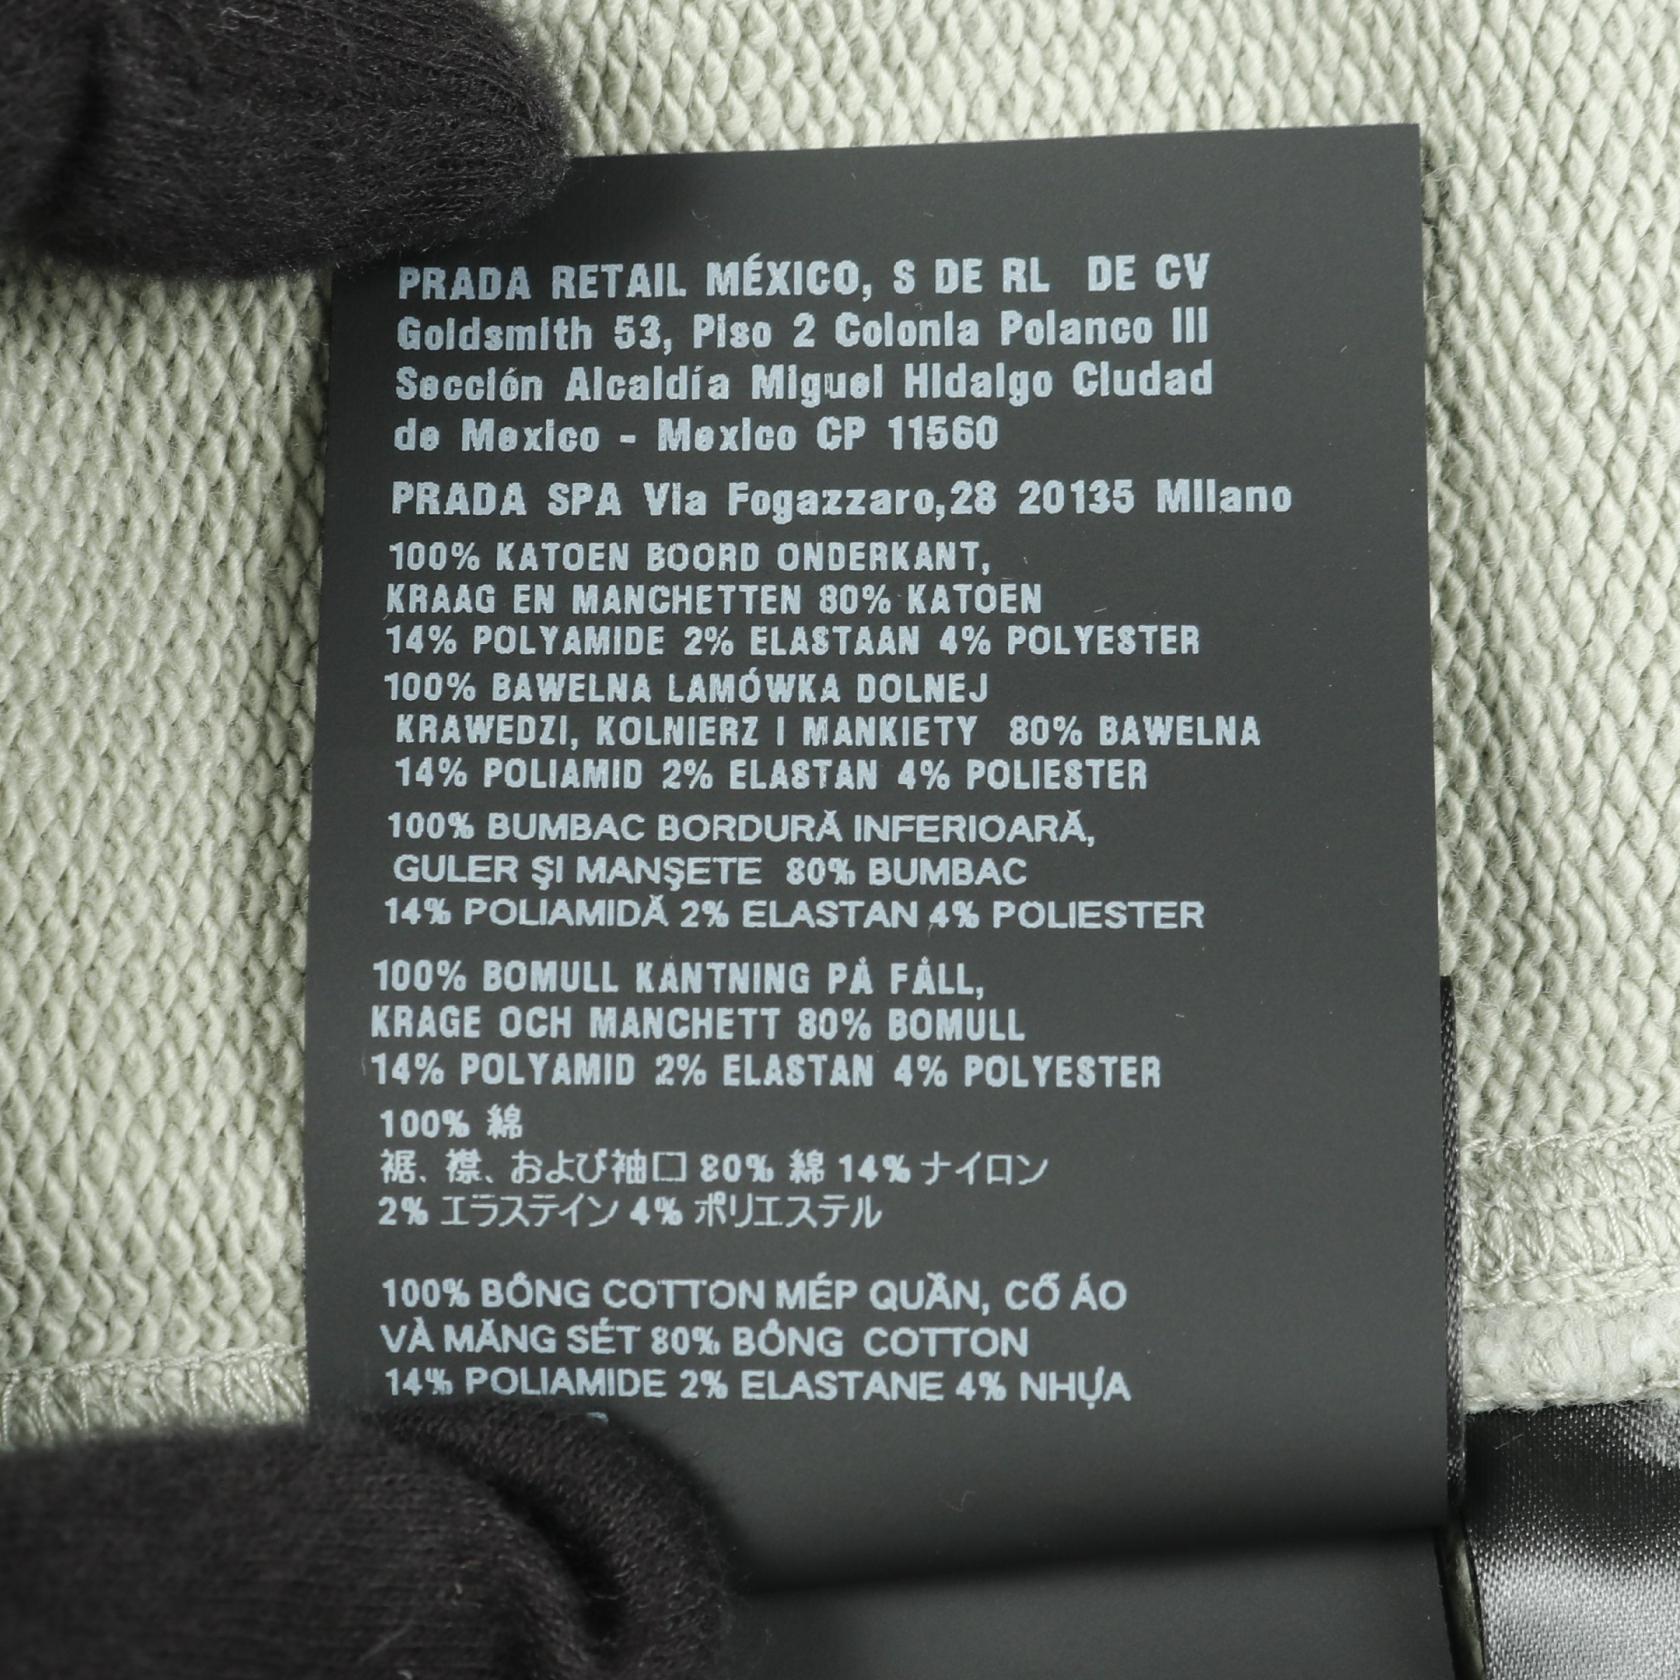 PRADA RETAIL MÉXICO, S DE RL DE CV
Goldsmith 53, Piso 2 Colonia Polanco III
Sección Alcaldía Miguel Hidalgo Ciudad
de Mexico - Mexico CP 11560
PRADA SPA Via Fogazzaro,28 20135 Milano
100% KATOEN BOORD ONDERKANT,
KRAAG EN MANCHETTEN 80% KATOEN
14% POLYAMIDE 2% ELASTAAN 4% POLYESTER
100% BAWELNA LAMÓWKA DOLNEJ
KRAWEDZI, KOLNIERZ I MANKIETY 80% BAWELNA
14% POLIAMID 2% ELASTAN 4% POLIESTER
100% BUMBAC BORDURĂ INFERIOARĂ,
GULER ŞI MANŞETE 80% BUMBAC
14% POLIAMIDĂ 2% ELASTAN 4% POLIESTER
100% BOMULL KANTNING PÅ FÅLL,
KRAGE OCH MANCHETT 80% BOMULL
14% POLYAMID 2% ELASTAN 4% POLYESTER
100% 綿
裾、襟、および袖口 80% 綿 14% ナイロン
2% エラステイン 4% ポリエステル
100% BÔNG COTTON MÉP QUẦN, CỔ ÁO
VÀ MĂNG SÉT 80% BÔNG COTTON
14% POLIAMIDE 2% ELASTANE 4% NHỰA